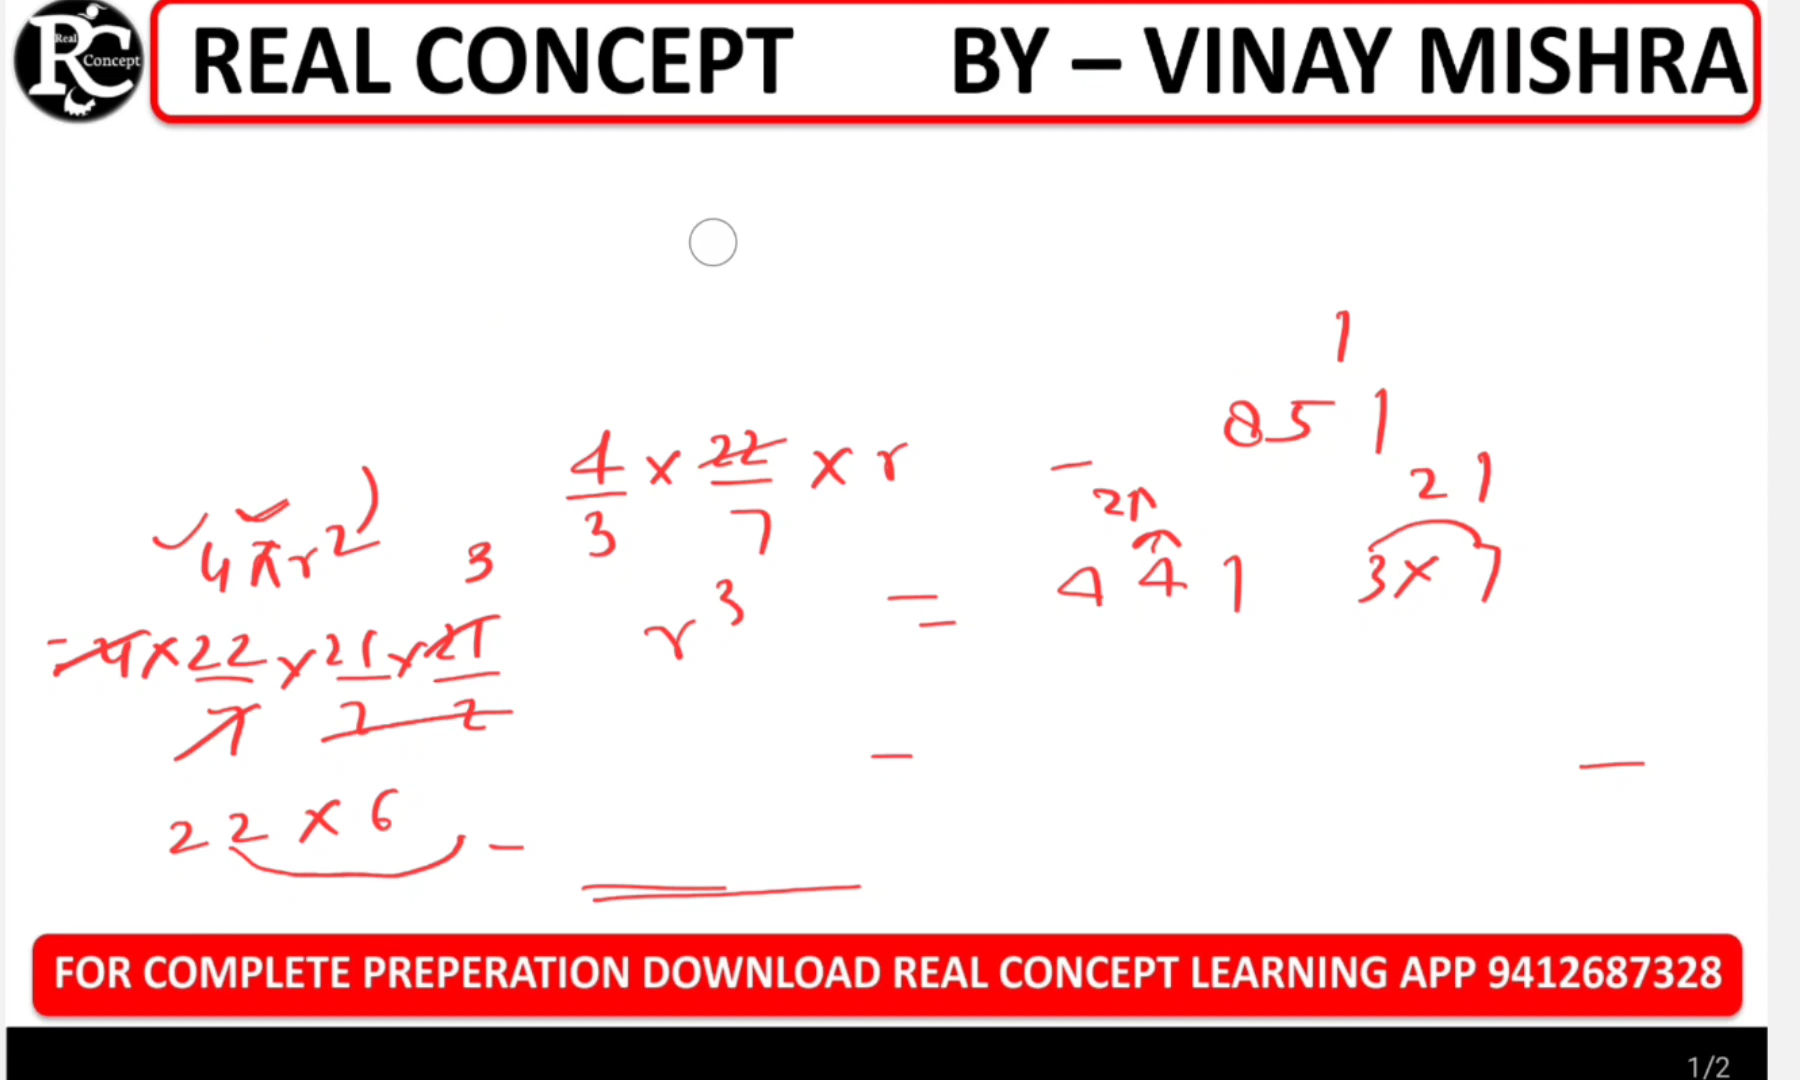 Real
Concept
REAL CONCEPT BY – VINAY MISHRA
1
851
4/3 × 22/7 × r
21
4πr²)
3
21
r³ =
441
3×7
= 4×22/7×21/2×21/2
22 × 6
FOR COMPLETE PREPERATION DOWNLOAD REAL CONCEPT LEARNING APP 9412687328
1/2